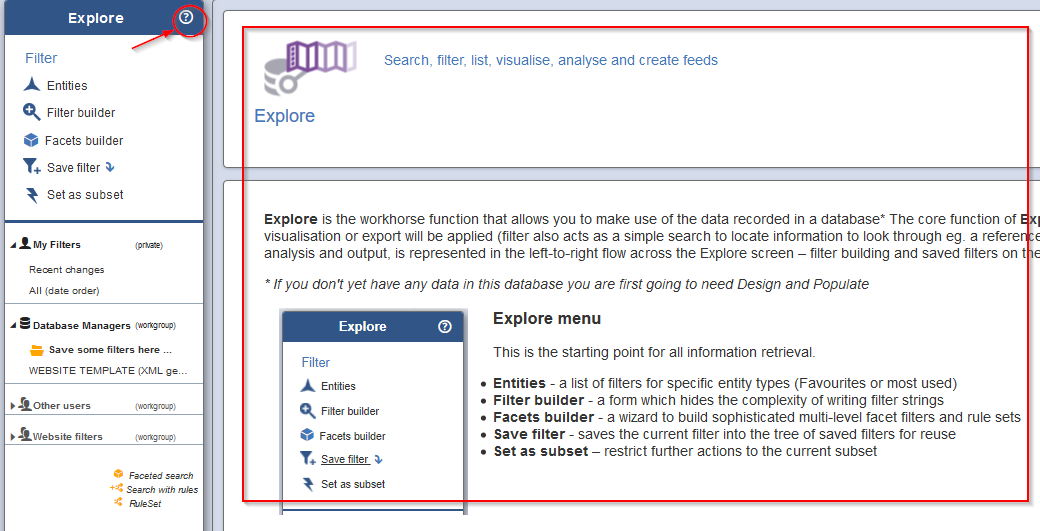 Explore
Filter
Entities
Filter builder
Facets builder
Save filter
Set as subset
My Filters (private)
Recent changes
All (date order)
Database Managers (workgroup)
Save some filters here ...
WEBSITE TEMPLATE (XML ge...
Other users (workgroup)
Website filters (workgroup)
Faceted search
Search with rules
RuleSet
Search, filter, list, visualise, analyse and create feeds
Explore
Explore is the workhorse function that allows you to make use of the data recorded in a database* The core function of Exp
visualisation or export will be applied (filter also acts as a simple search to locate information to look through eg. a reference
analysis and output, is represented in the left-to-right flow across the Explore screen – filter building and saved filters on the
* If you don't yet have any data in this database you are first going to need Design and Populate
Explore
Filter
Entities
Filter builder
Facets builder
Save filter
Set as subset
Explore menu
This is the starting point for all information retrieval.
• Entities - a list of filters for specific entity types (Favourites or most used)
• Filter builder - a form which hides the complexity of writing filter strings
• Facets builder - a wizard to build sophisticated multi-level facet filters and rule sets
• Save filter - saves the current filter into the tree of saved filters for reuse
• Set as subset – restrict further actions to the current subset